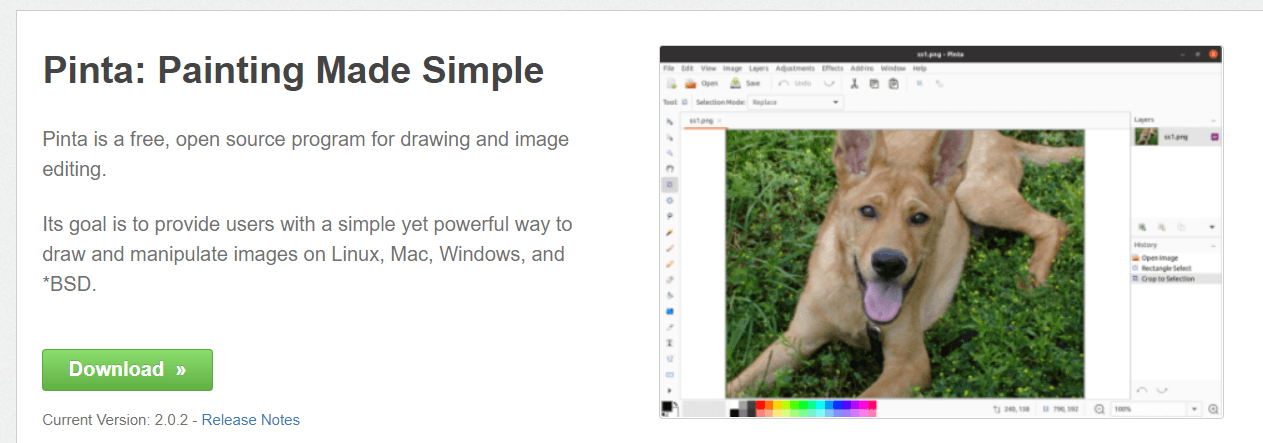 Pinta: Painting Made Simple
Pinta is a free, open source program for drawing and image
editing.
Its goal is to provide users with a simple yet powerful way to
draw and manipulate images on Linux, Mac, Windows, and
*BSD.
Download »
Current Version: 2.0.2 - Release Notes
ss1.png - Pinta
File Edit View Image Layers Adjustments Effects Add-ins Window Help
Open Save Undo
Tool: Selection Mode: Replace
ss1.png
Layers
ss1.png
History
Open Image
Rectangle Select
Crop to Selection
240, 138 790, 592 100%